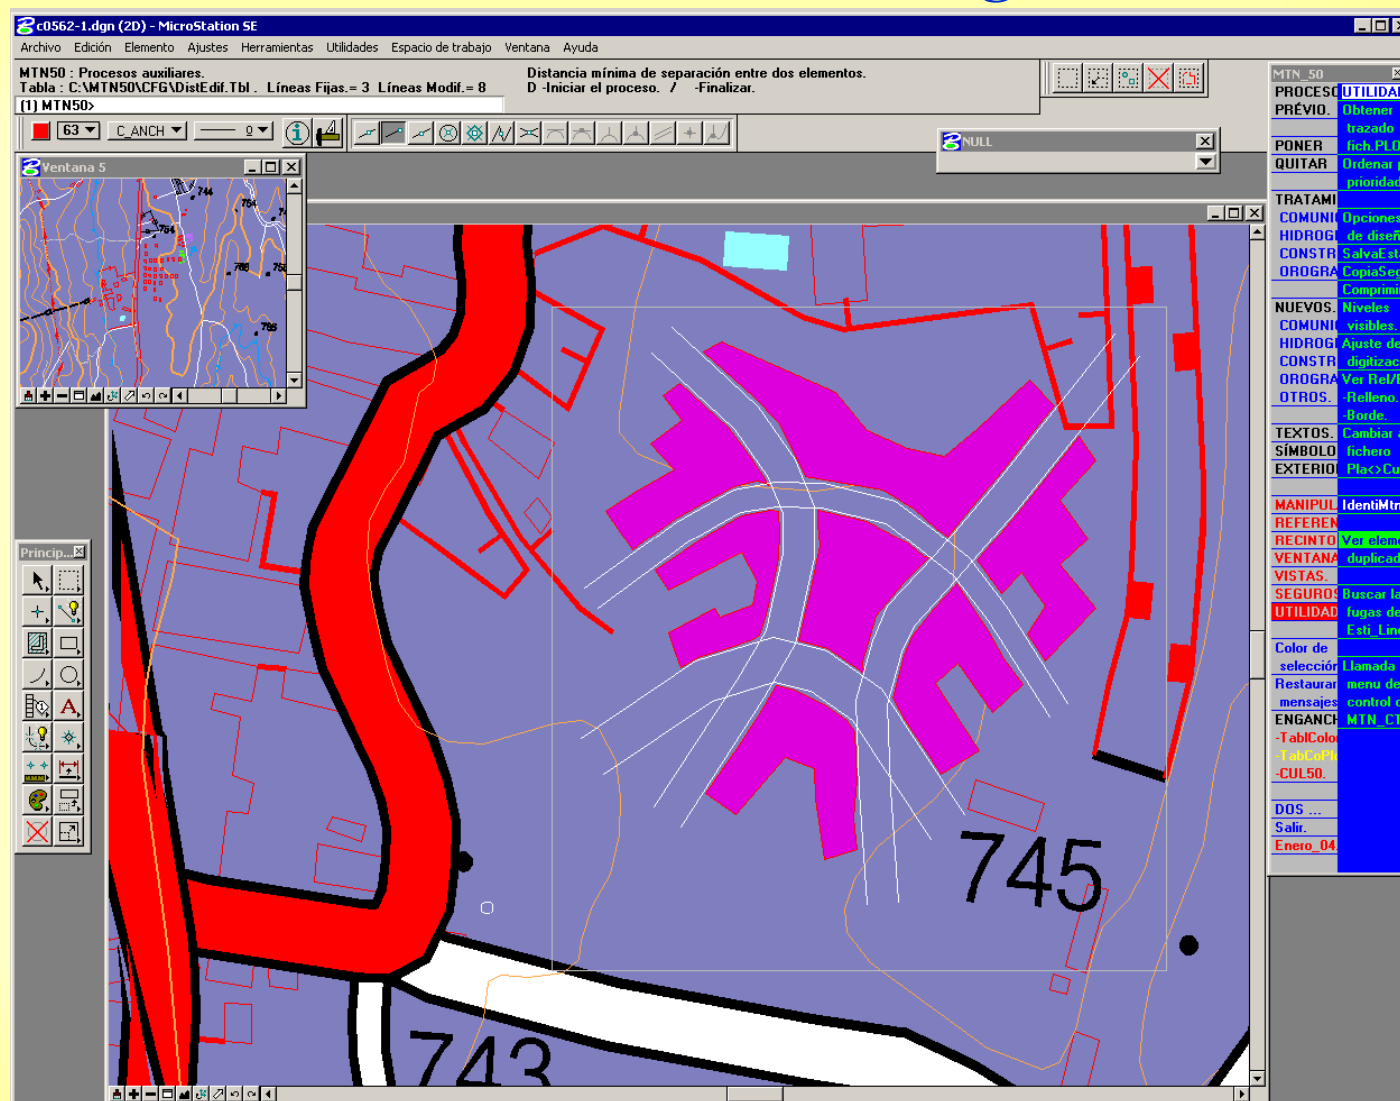 c0562-1.dgn (2D) - MicroStation SE
Archivo Edición Elemento Ajustes Herramientas Utilidades Espacio de trabajo Ventana Ayuda
MTN50 : Procesos auxiliares.
Distancia mínima de separación entre dos elementos.
Tabla : C:\MTN50\CFG\DistEdif.Tbl . Líneas Fijas.= 3 Líneas Modif.= 8
D -Iniciar el proceso. / -Finalizar.
(1) MTN50>
63 C_ANCH 0
NULL
Ventana 5
744
764
764
766
765
Princip...
745
743
MTN_50
PROCESO UTILIDAD
PRÉVIO. Obtener
trazado
PONER fich.PLO
QUITAR Ordenar p
prioridad
TRATAMI
COMUNI Opciones
HIDROG de diseñ
CONSTR SalvaEst
OROGRA CopiaSeg
Comprimi
NUEVOS. Niveles
COMUNI visibles.
HIDROG Ajuste de
CONSTR digitizac
OROGRA Ver Rel/B
OTROS. -Relleno.
-Borde.
TEXTOS. Cambiar a
SÍMBOLO fichero
EXTERIO Pla<>Cu
MANIPUL IdentiMtn
REFEREN
RECINTO Ver eleme
VENTANA duplicad
VISTAS.
SEGUROS Buscar la
UTILIDAD fugas de
Esti_Line
Color de
selección Llamada
Restaurar menu de
mensajes control d
ENGANCH MTN_CT
-TablColo
-TabCoPlo
-CUL50.
DOS ...
Salir.
Enero_04.